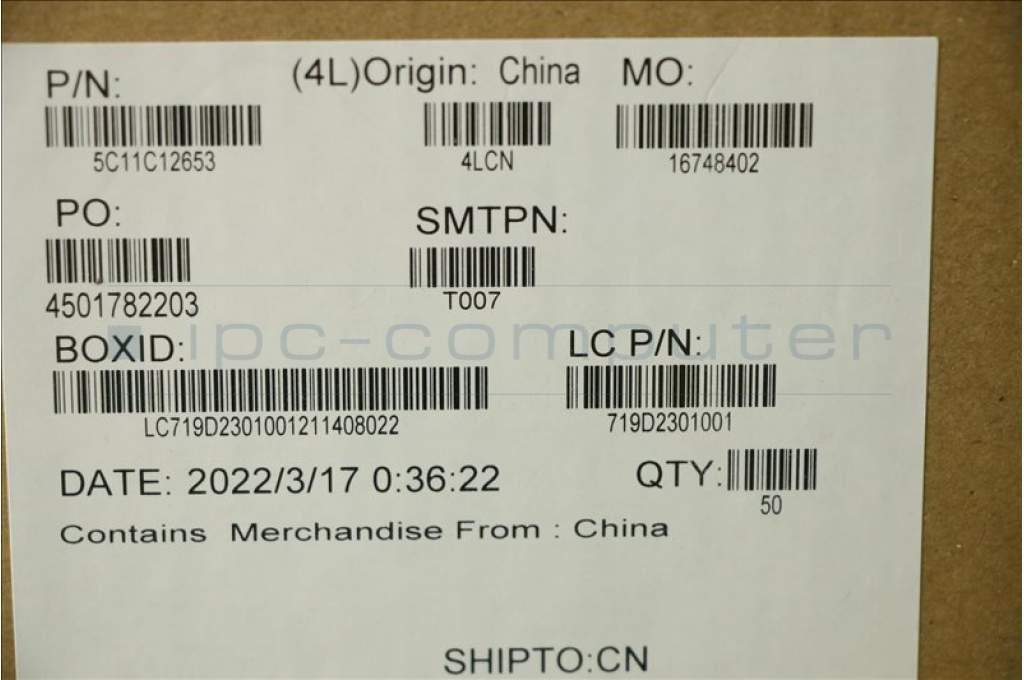 P/N: (4L)Origin: China MO:
5C11C12653 4LCN 16748402
PO: SMTPN:
4501782203 T007
ipc-computer
BOXID: LC P/N:
LC719D2301001211408022 719D2301001
DATE: 2022/3/17 0:36:22 QTY:
50
Contains Merchandise From : China
SHIPTO:CN